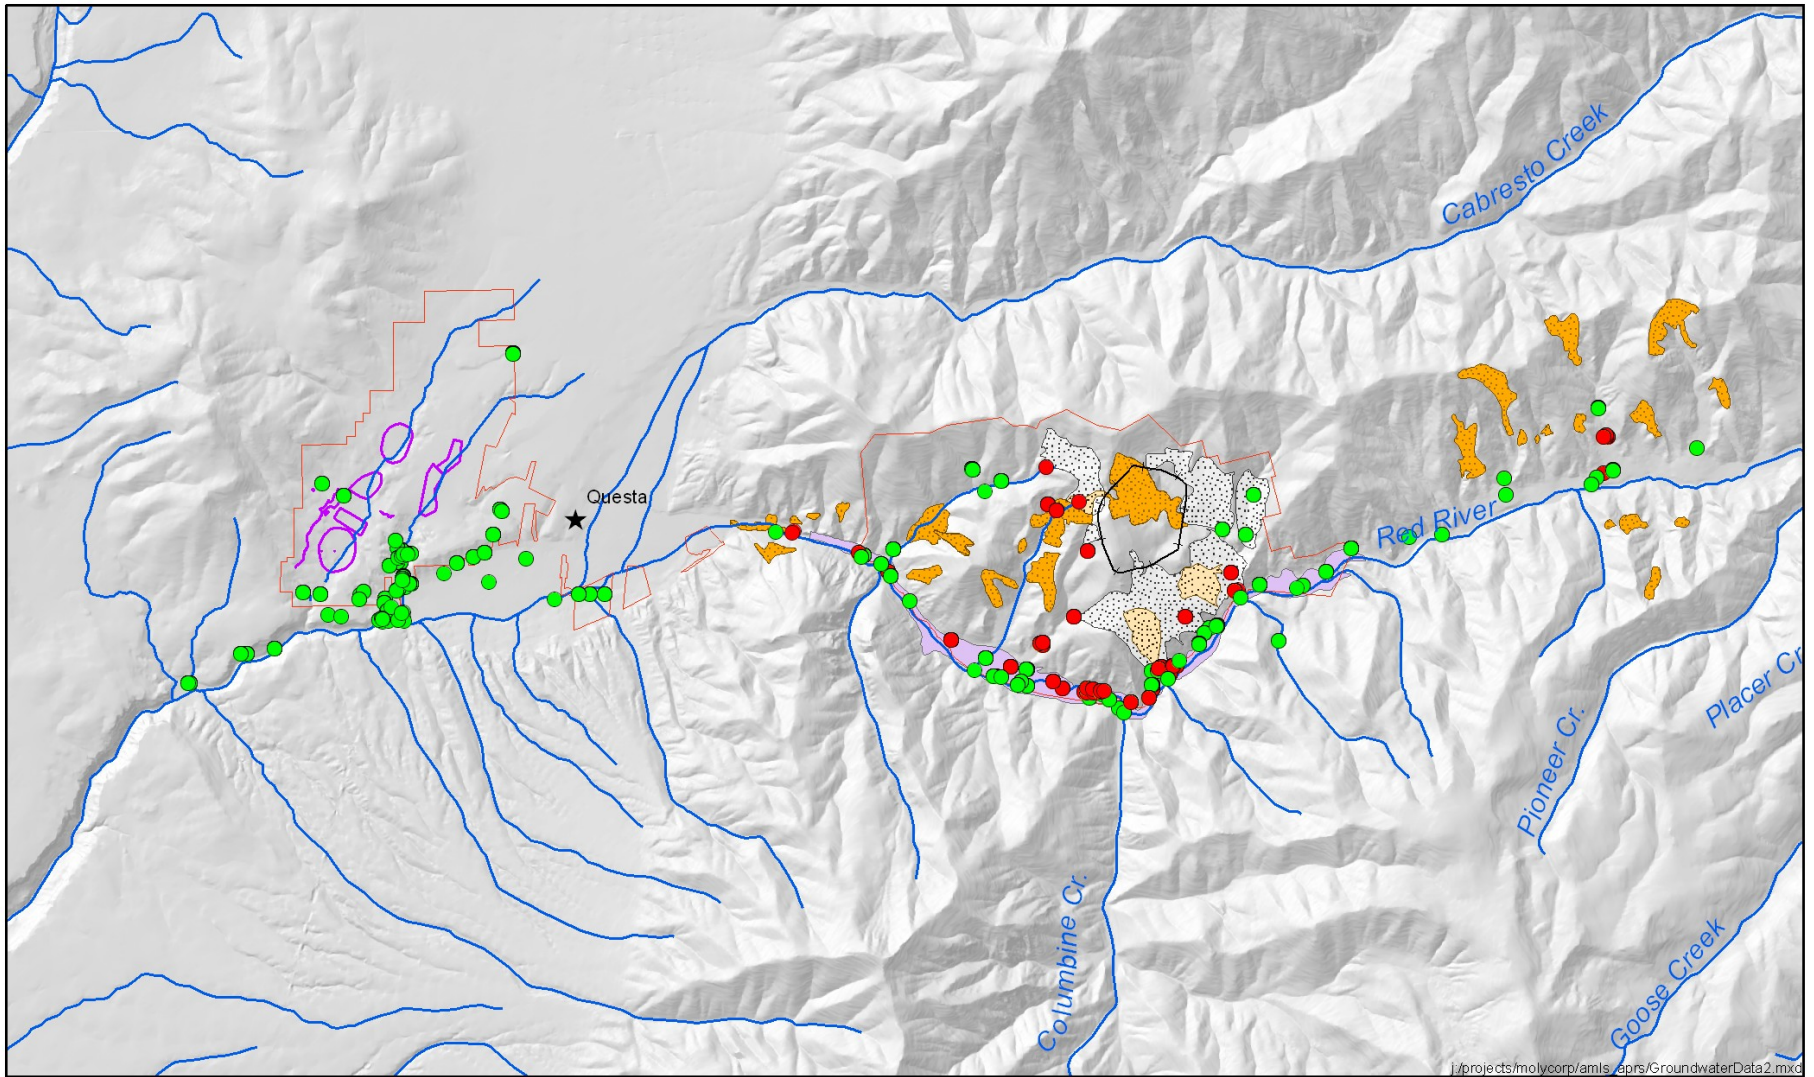 Cabresto Creek
Questa
Red River
Placer Cr
Pioneer Cr.
Columbine Cr.
Goose Creek
j:/projects/molycorp/amls_aprs/GroundwaterData2.mxd